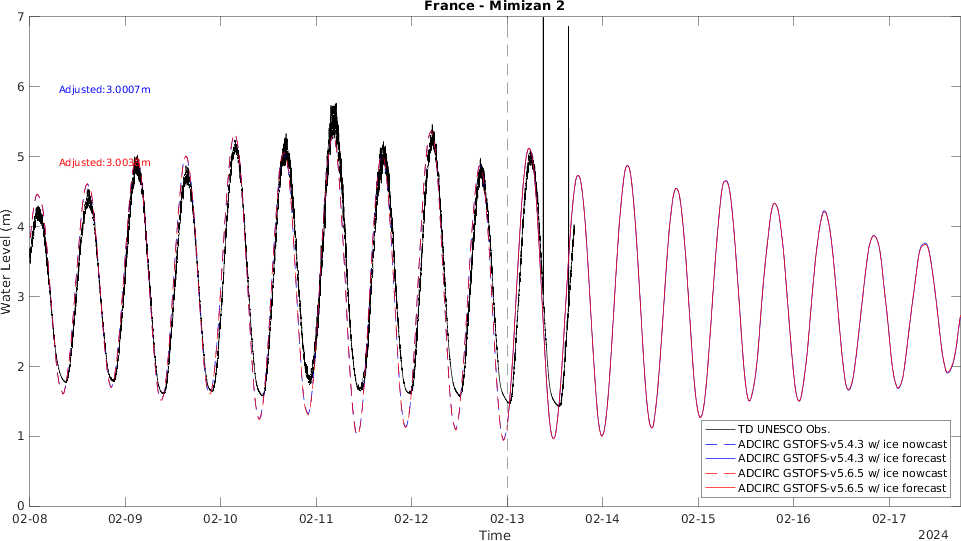 France - Mimizan 2
7
6
5
4
3
2
1
0
Water Level (m)
Adjusted:3.0007m
TD UNESCO Obs.
ADCIRC GSTOFS-v5.4.3 w/ ice nowcast
ADCIRC GSTOFS-v5.4.3 w/ ice forecast
ADCIRC GSTOFS-v5.6.5 w/ ice nowcast
ADCIRC GSTOFS-v5.6.5 w/ ice forecast
02-08 02-09 02-10 02-11 02-12 02-13 02-14 02-15 02-16 02-17
Time
2024